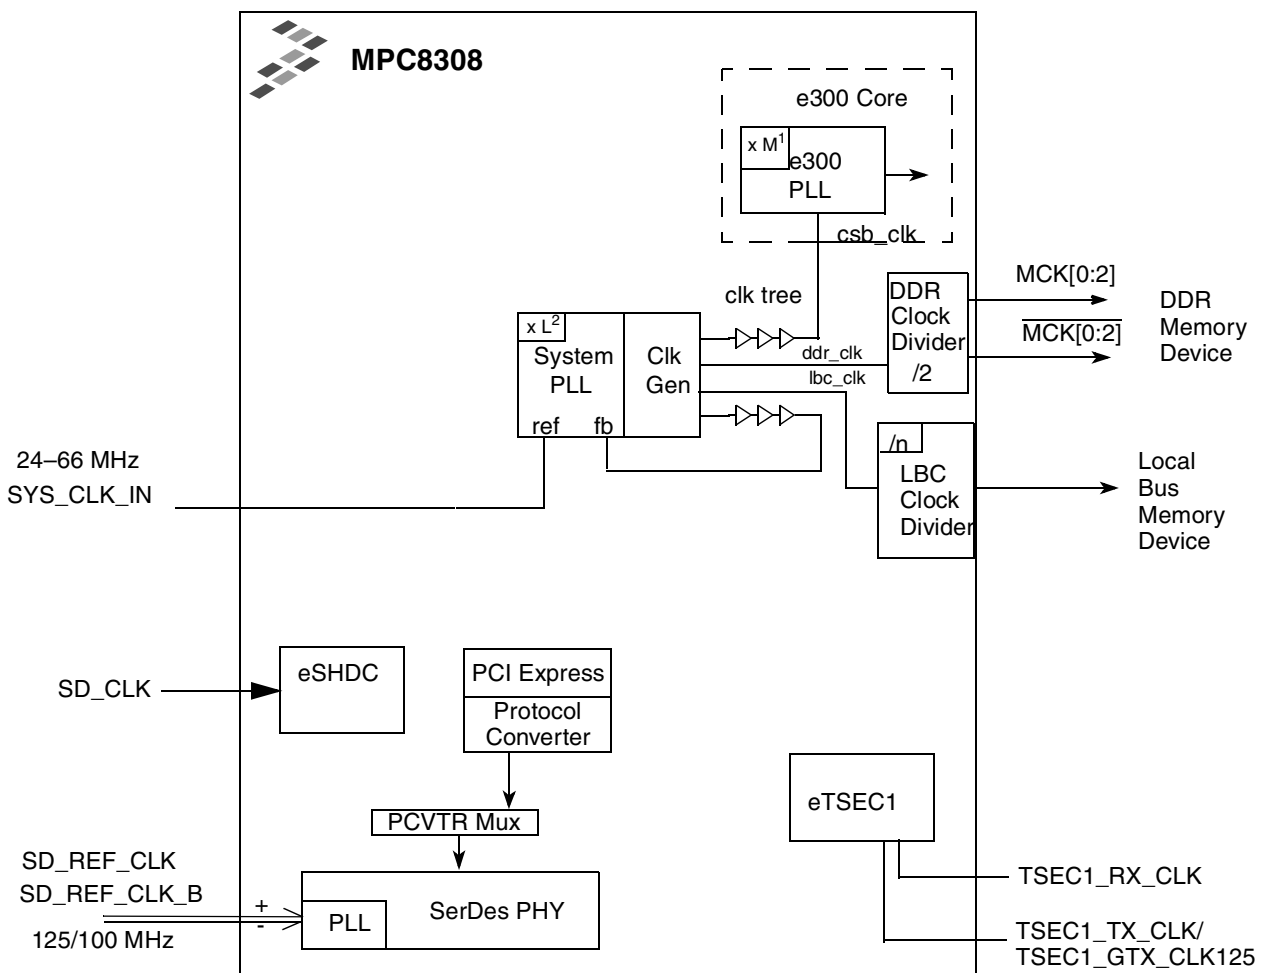 MPC8308
e300 Core
x M1
e300
PLL
csb_clk
clk tree
MCK[0:2]
MCK[0:2]
DDR
Memory
Device
DDR
Clock
Divider
/2
x L2
System
PLL
ref
fb
Clk
Gen
ddr_clk
lbc_clk
24–66 MHz
SYS_CLK_IN
/n
LBC
Clock
Divider
Local
Bus
Memory
Device
SD_CLK
eSHDC
PCI Express
Protocol
Converter
PCVTR Mux
eTSEC1
SD_REF_CLK
SD_REF_CLK_B
+
-
125/100 MHz
PLL
SerDes PHY
TSEC1_RX_CLK
TSEC1_TX_CLK/
TSEC1_GTX_CLK125